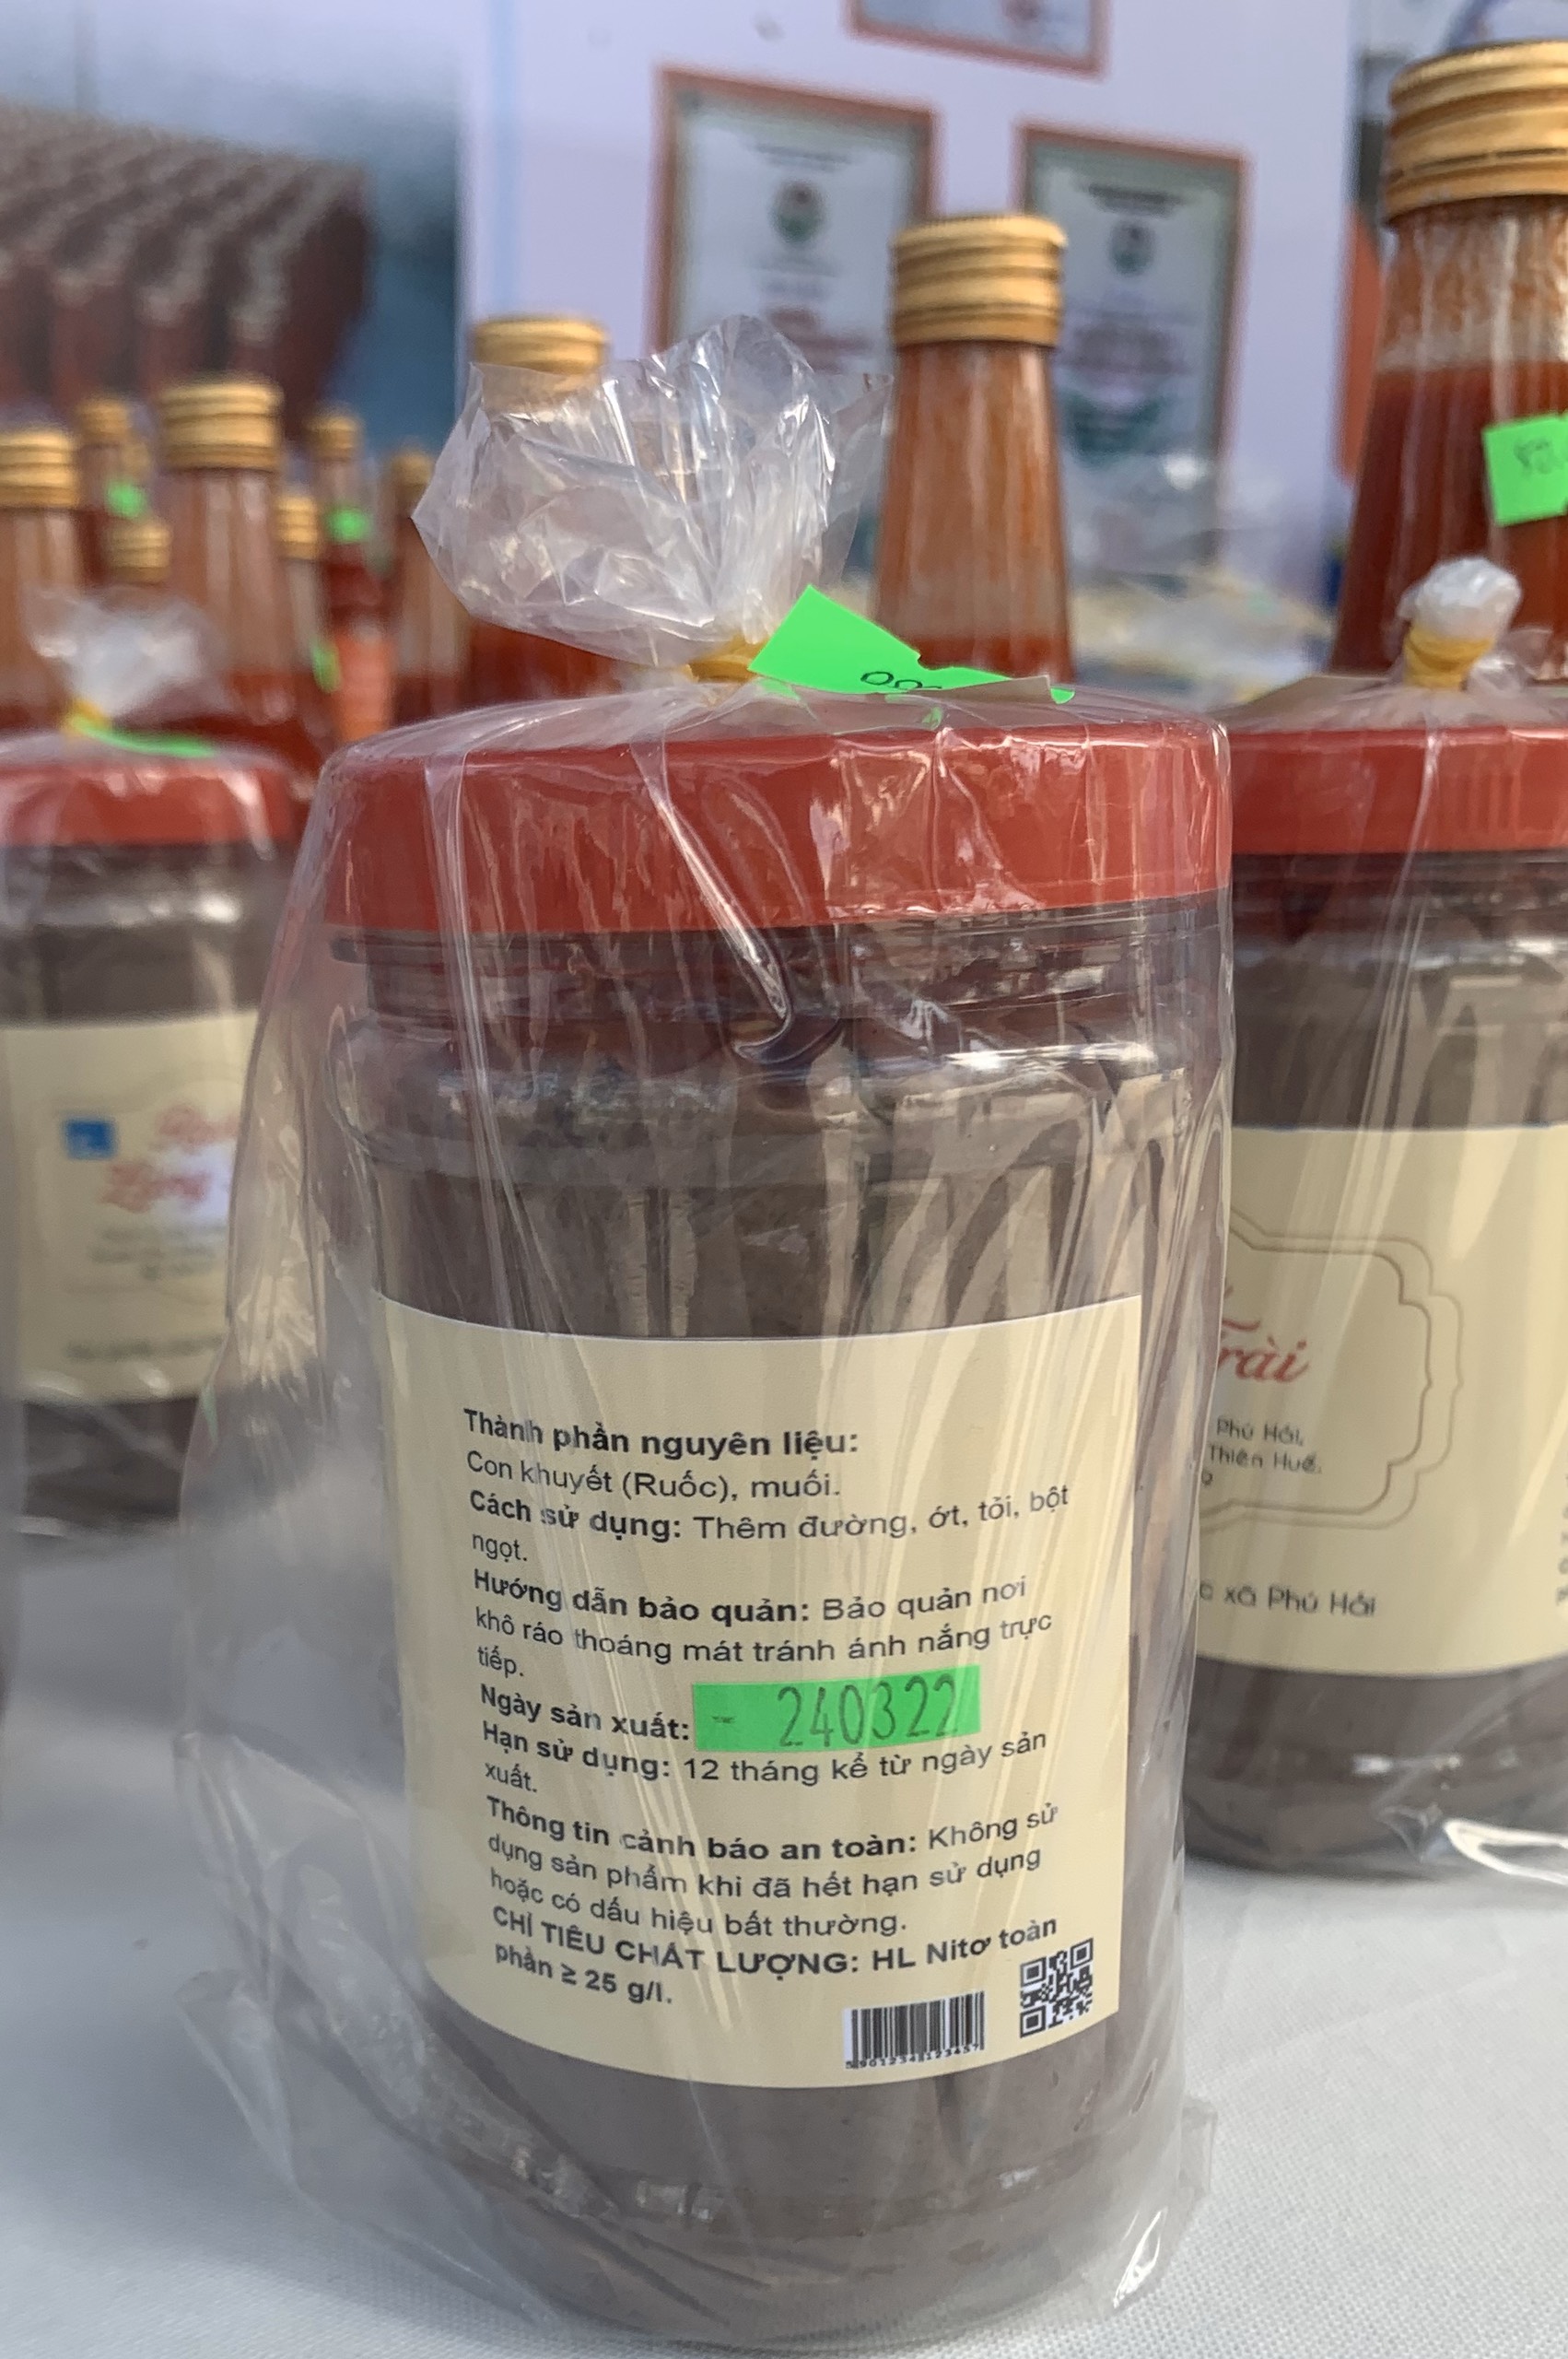 Thành phần nguyên liệu:
Con khuyết (Ruốc), muối.
Cách sử dụng: Thêm đường, ớt, tỏi, bột
ngọt.
Hướng dẫn bảo quản: Bảo quản nơi
khô ráo thoáng mát tránh ánh nắng trực
tiếp.
Ngày sản xuất: - 240322
Hạn sử dụng: 12 tháng kể từ ngày sản
xuất.
Thông tin cảnh báo an toàn: Không sử
dụng sản phẩm khi đã hết hạn sử dụng
hoặc có dấu hiệu bất thường.
CHỈ TIÊU CHẤT LƯỢNG: HL Nitơ toàn
phần ≥ 25 g/l.
5901234123457
Phú Hải,
Thiên Huế.
xã Phú Hải